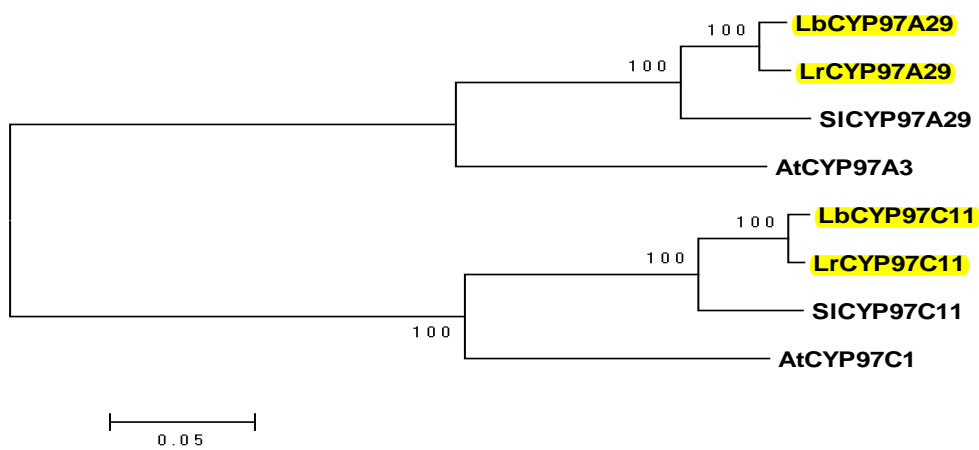 100 LbCYP97A29
100 LrCYP97A29
SlCYP97A29
AtCYP97A3
100 LbCYP97C11
100 LrCYP97C11
SlCYP97C11
100 AtCYP97C1
0.05